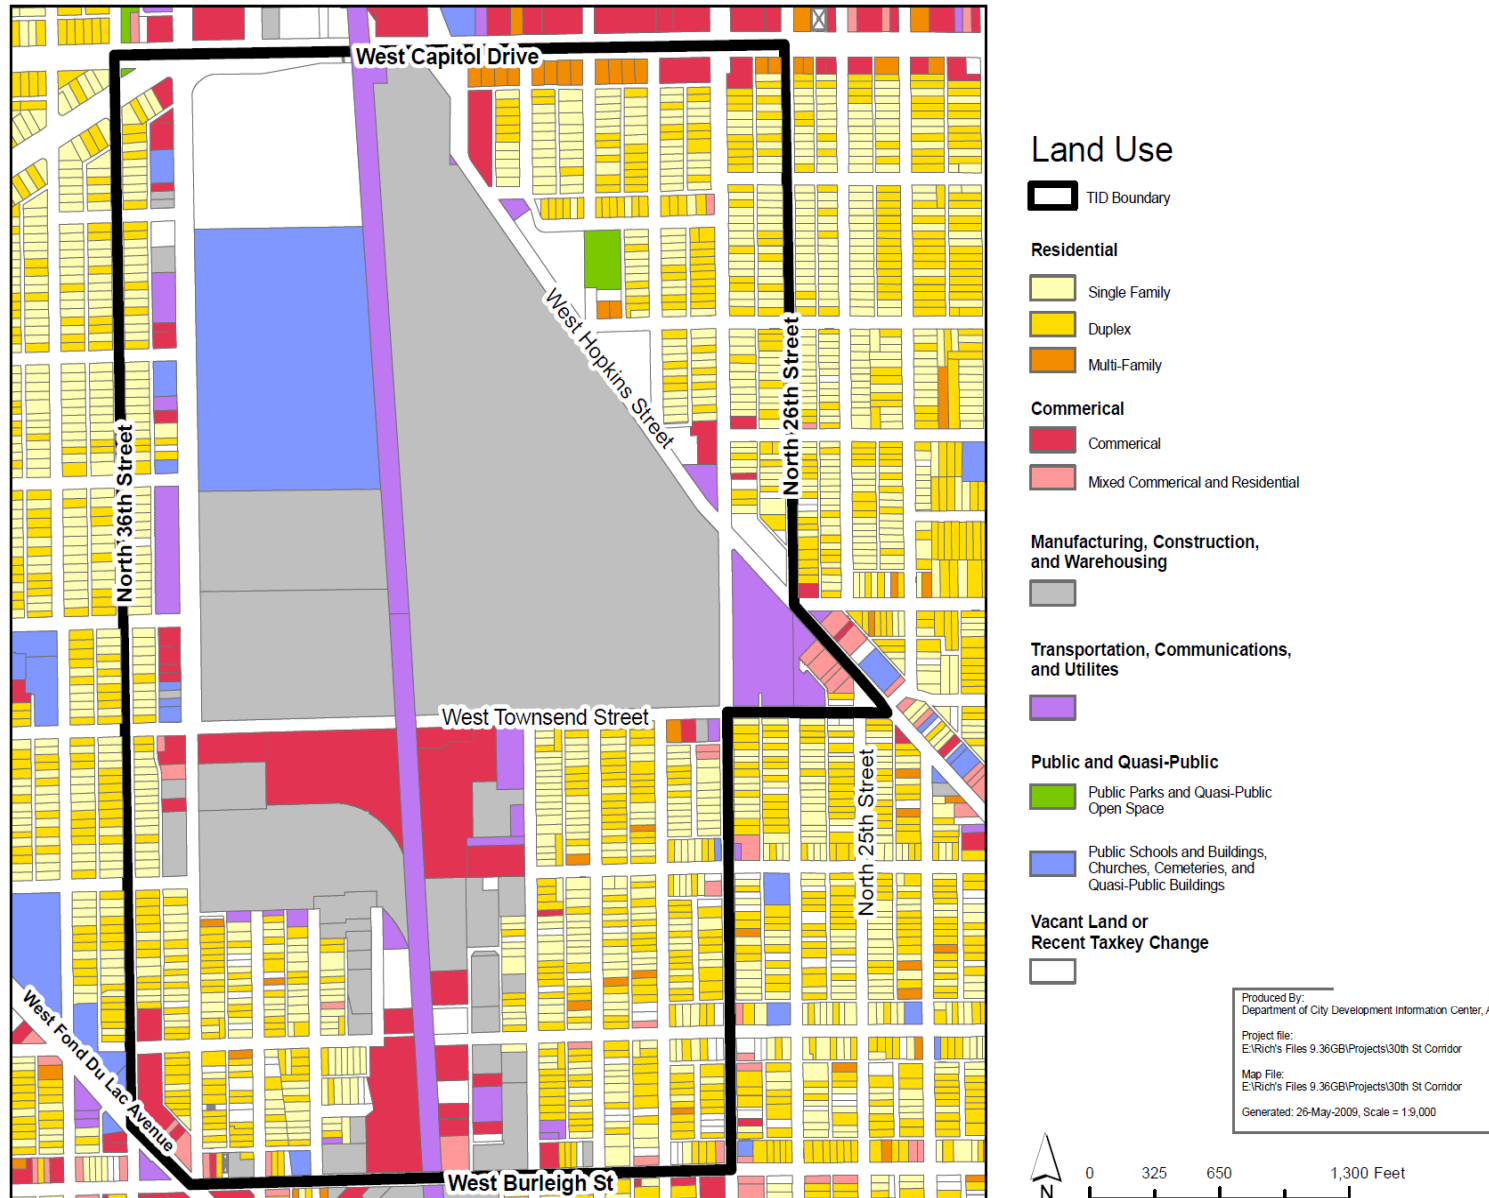 West Capitol Drive
West Hopkins Street
North 26th Street
North 36th Street
West Townsend Street
North 25th Street
West Fond Du Lac Avenue
West Burleigh St
Land Use
TID Boundary
Residential
Single Family
Duplex
Multi-Family
Commerical
Commerical
Mixed Commerical and Residential
Manufacturing, Construction,
and Warehousing
Transportation, Communications,
and Utilites
Public and Quasi-Public
Public Parks and Quasi-Public
Open Space
Public Schools and Buildings,
Churches, Cemeteries, and
Quasi-Public Buildings
Vacant Land or
Recent Taxkey Change
Produced By:
Department of City Development Information Center, A
Project file:
E:\Rich's Files 9.36GB\Projects\30th St Corridor
Map File:
E:\Rich's Files 9.36GB\Projects\30th St Corridor
Generated: 26-May-2009, Scale = 1:9,000
N
0 325 650 1,300 Feet